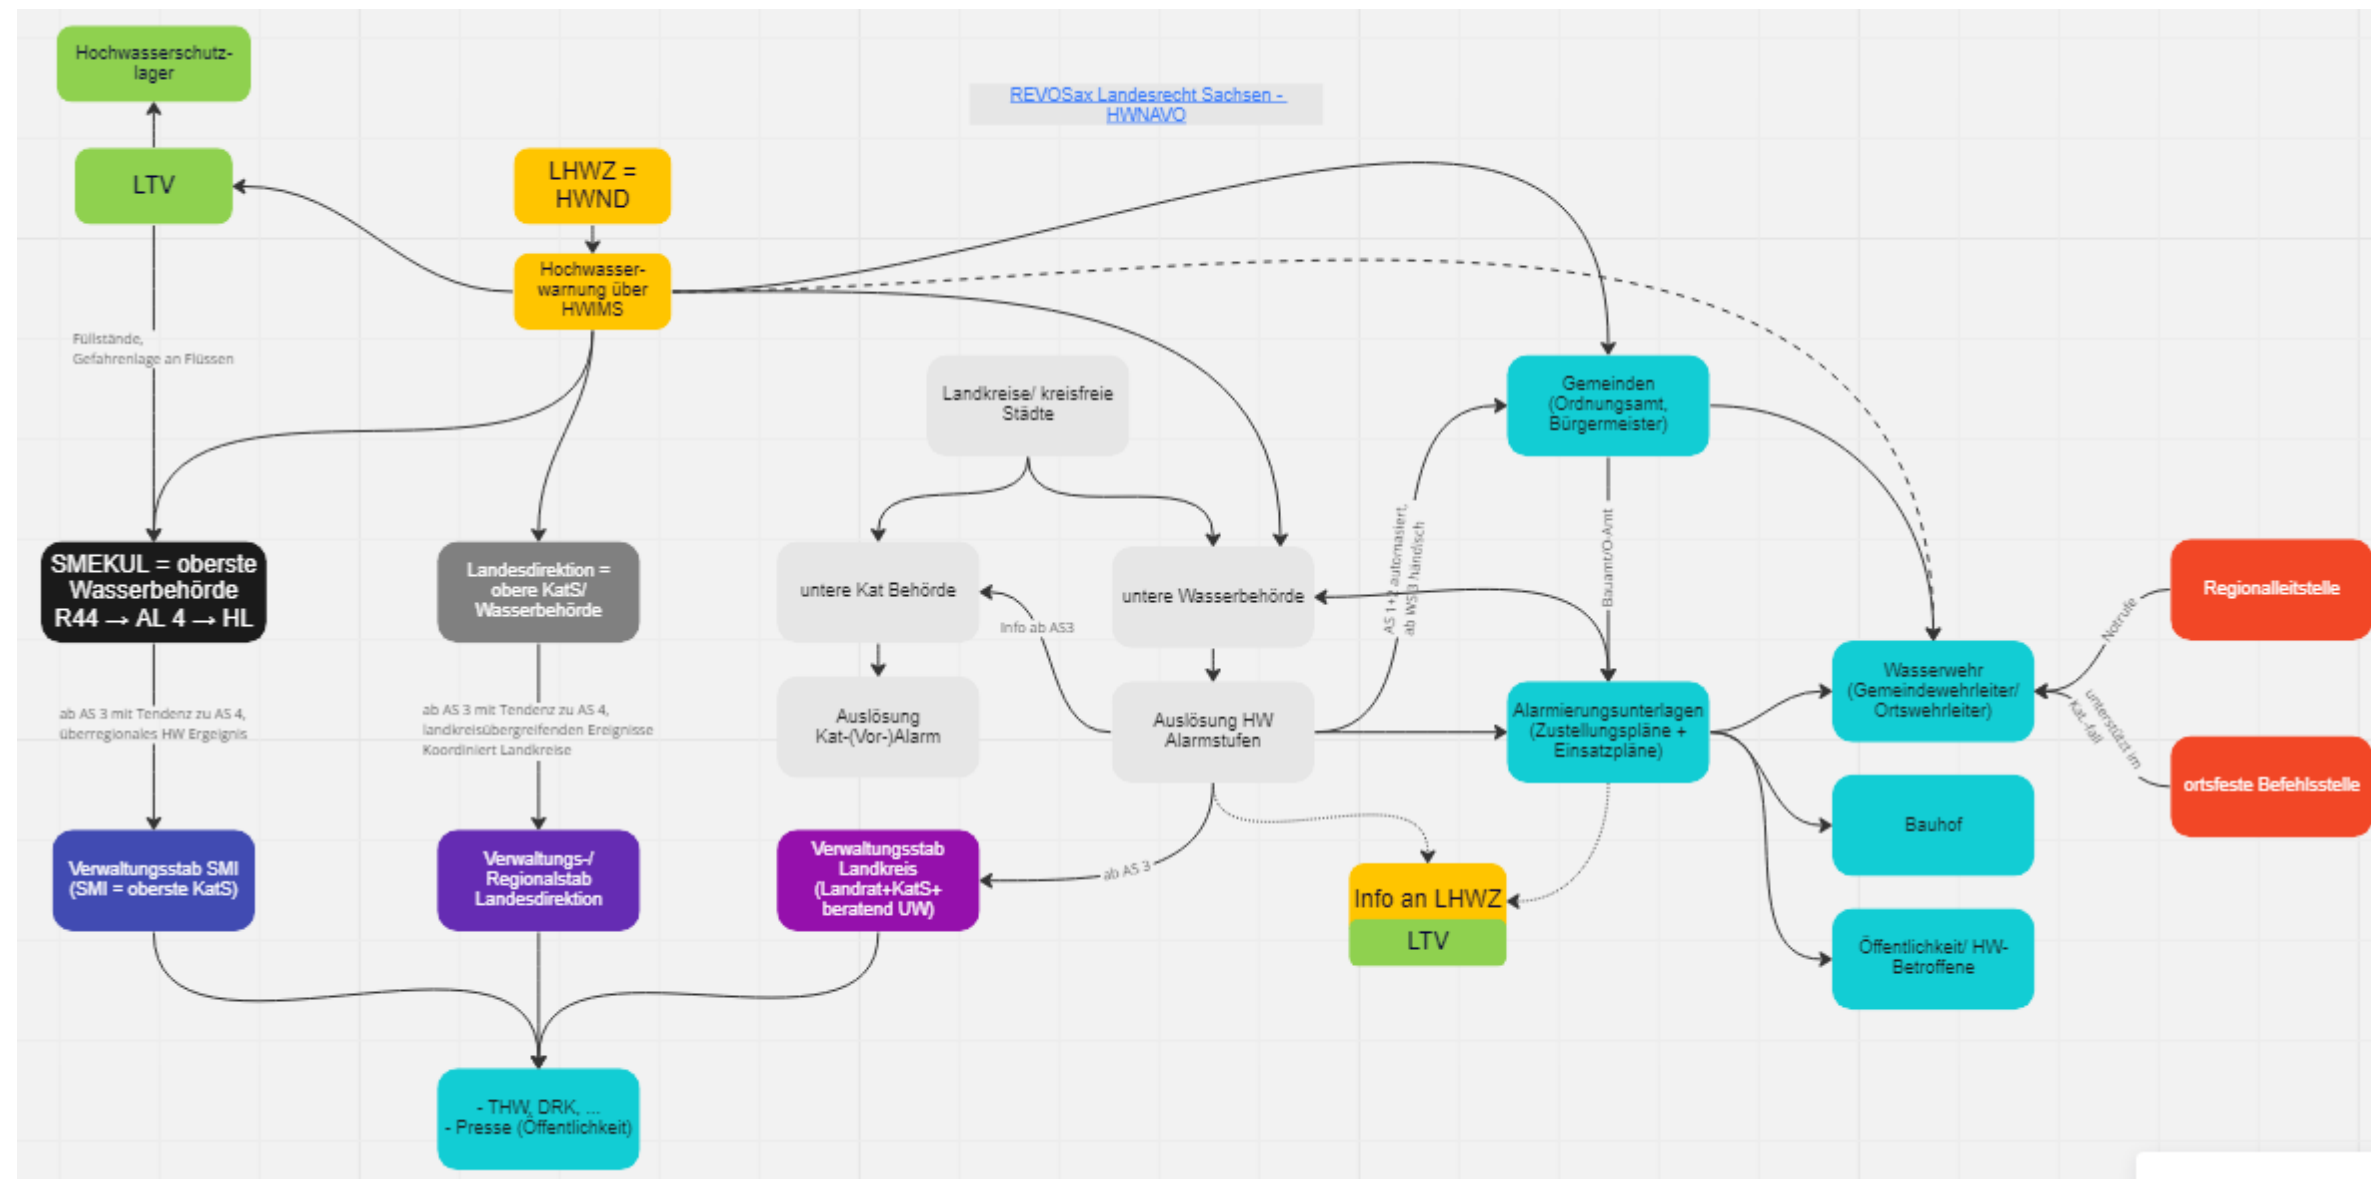 Hochwasserschutz-
lager
REVOSax Landesrecht Sachsen -
HWNAVO
LTV
LHWZ =
HWND
Hochwasser-
warnung über
HWIMS
Füllstände,
Gefahrenlage an Flüssen
Landkreise/ kreisfreie
Städte
Gemeinden
(Ordnungsamt,
Bürgermeister)
SMEKUL = oberste
Wasserbehörde
R44 → AL 4 → HL
Landesdirektion =
obere KatS/
Wasserbehörde
untere Kat Behörde
Info ab AS3
untere Wasserbehörde
AS 1+2 automasiert,
ab WS 3 händisch
Bauamt/O-Amt
Regionalleitstelle
Notrufe
Wasserwehr
(Gemeindewehrleiter/
Ortswehrleiter)
unterstützt im
Kat.-fall
ortsfeste Befehlsstelle
ab AS 3 mit Tendenz zu AS 4,
überregionales HW Ergeignis
ab AS 3 mit Tendenz zu AS 4,
landkreisübergreifenden Ereignisse
Koordiniert Landkreise
Auslösung
Kat-(Vor-)Alarm
Auslösung HW
Alarmstufen
Alarmierungsunterlagen
(Zustellungspläne +
Einsatzpläne)
Bauhof
Verwaltungsstab SMI
(SMI = oberste KatS)
Verwaltungs-/
Regionalstab
Landesdirektion
Verwaltungsstab
Landkreis
(Landrat+KatS+
beratend UW)
ab AS 3
Info an LHWZ
LTV
Öffentlichkeit/ HW-
Betroffene
- THW, DRK, ...
- Presse (Öffentlichkeit)